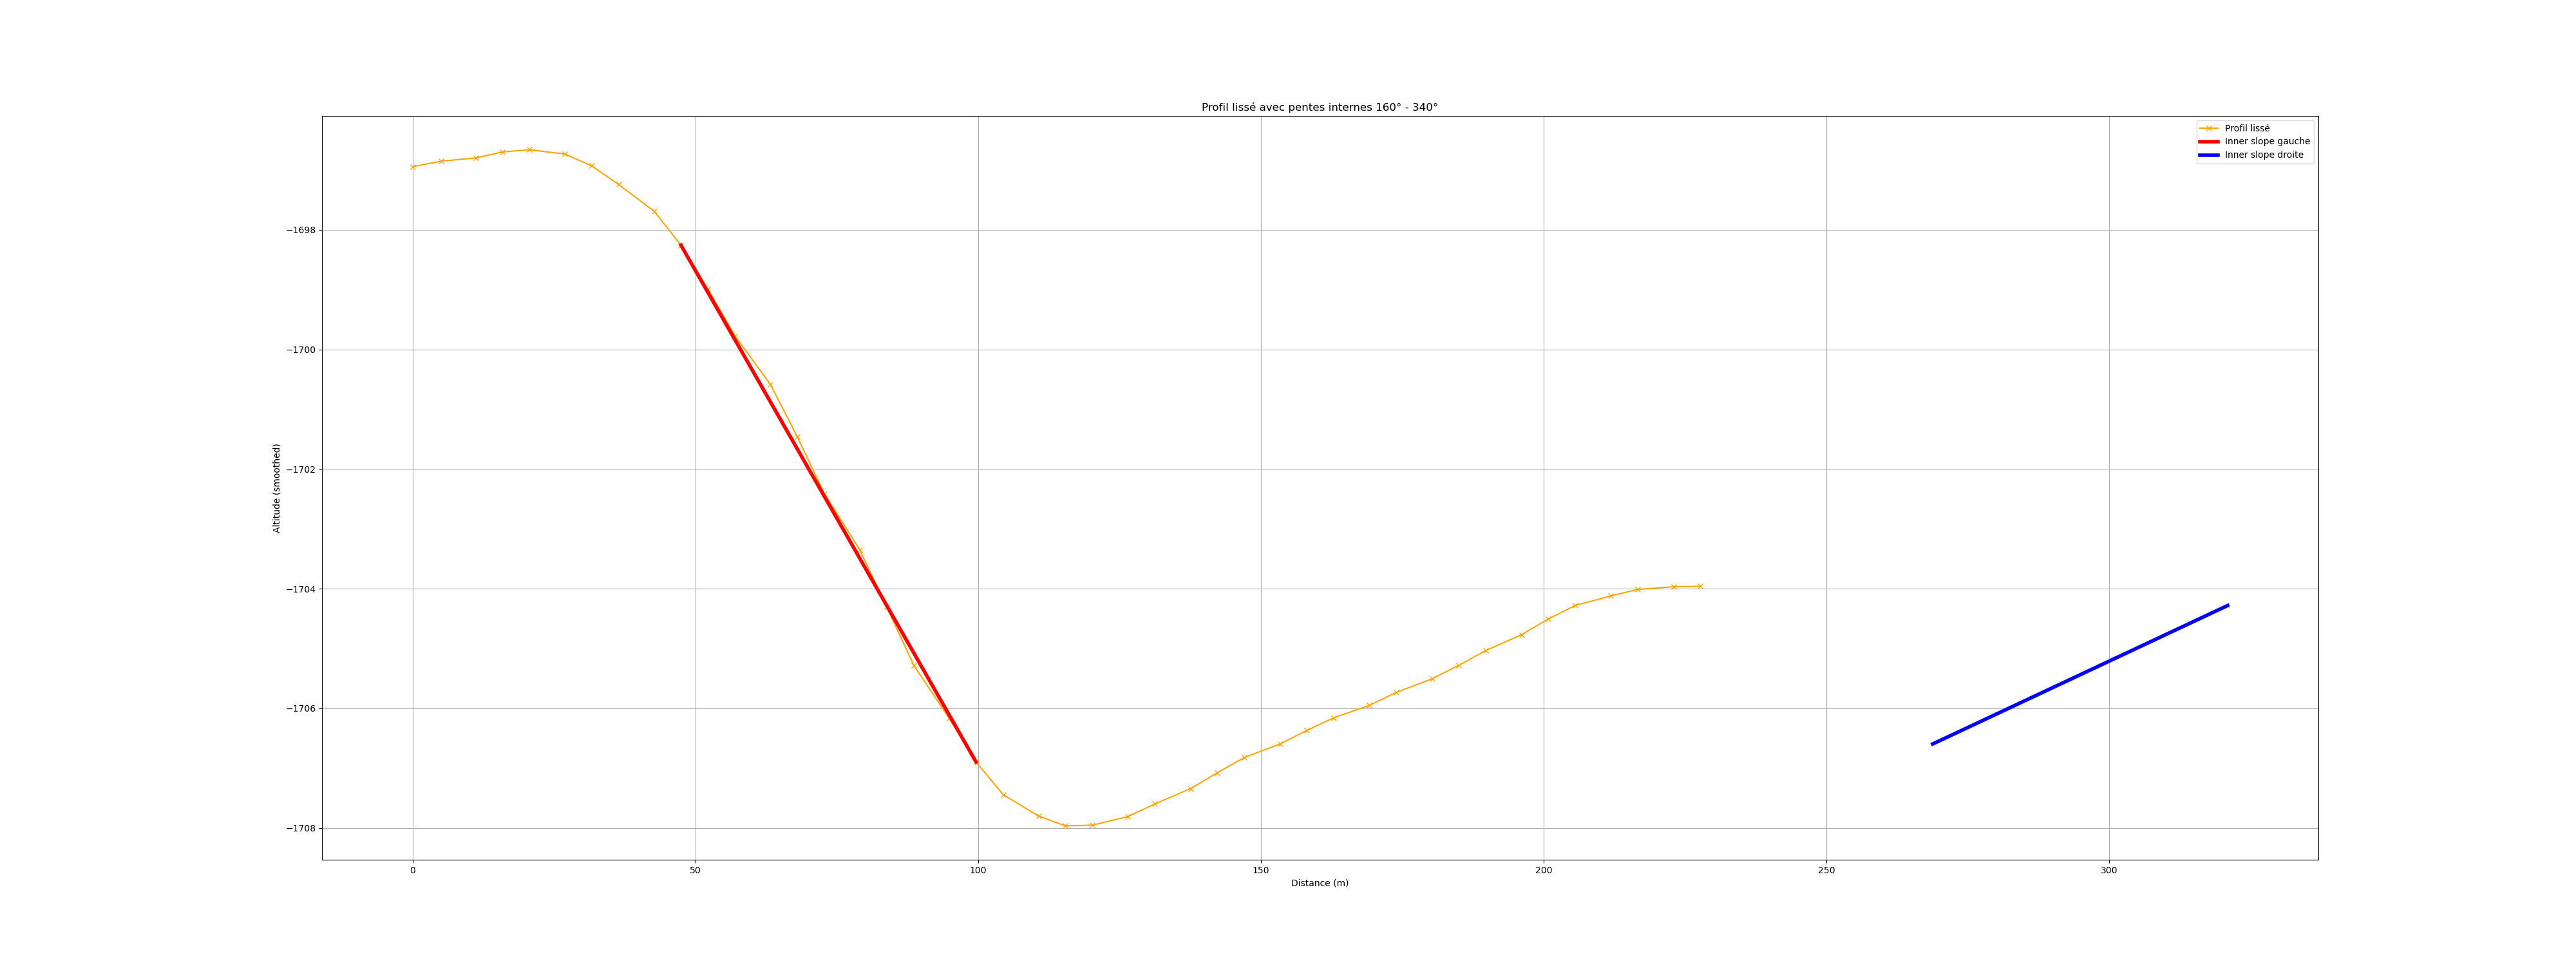 Profil lissé avec pentes internes 160° - 340°
Profil lissé
Inner slope gauche
Inner slope droite
−1698
−1700
−1702
−1704
−1706
−1708
Altitude (smoothed)
0 50 100 150 200 250 300
Distance (m)